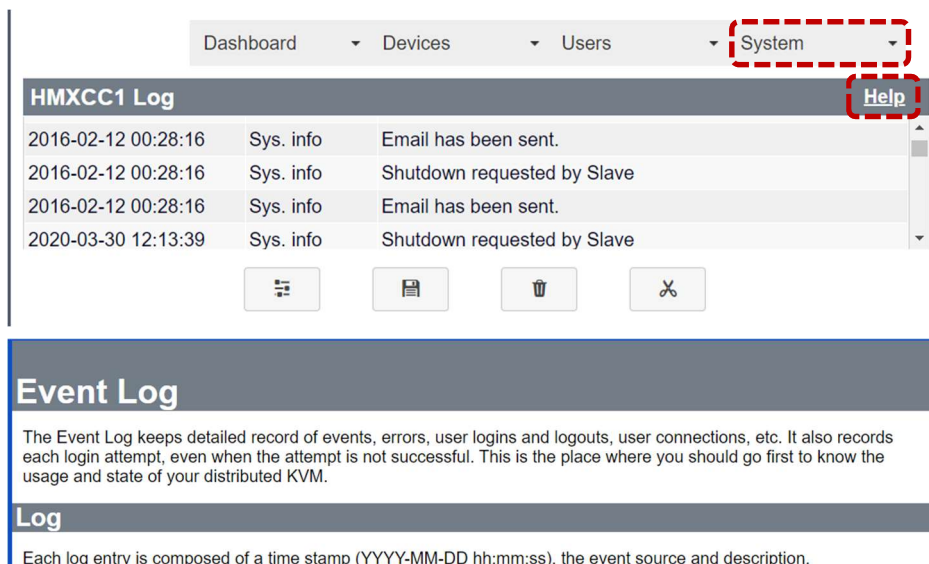 Dashboard Devices Users System
HMXCC1 Log Help
2016-02-12 00:28:16 Sys. info Email has been sent.
2016-02-12 00:28:16 Sys. info Shutdown requested by Slave
2016-02-12 00:28:16 Sys. info Email has been sent.
2020-03-30 12:13:39 Sys. info Shutdown requested by Slave
Event Log
The Event Log keeps detailed record of events, errors, user logins and logouts, user connections, etc. It also records
each login attempt, even when the attempt is not successful. This is the place where you should go first to know the
usage and state of your distributed KVM.
Log
Each log entry is composed of a time stamp (YYYY-MM-DD hh:mm:ss), the event source and description.